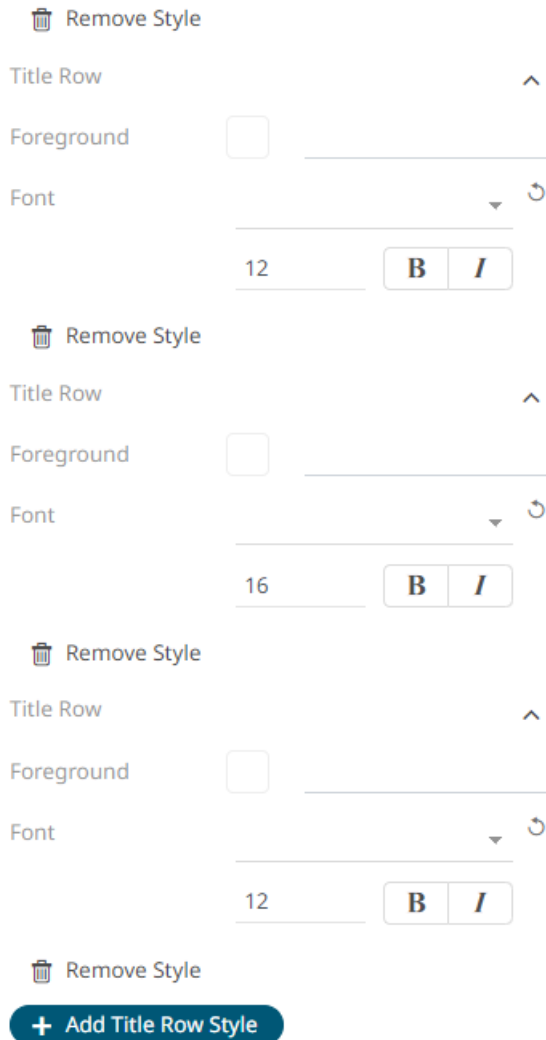 Remove Style
Title Row
Foreground
Font
12 B I
Remove Style
Title Row
Foreground
Font
16 B I
Remove Style
Title Row
Foreground
Font
12 B I
Remove Style
+ Add Title Row Style